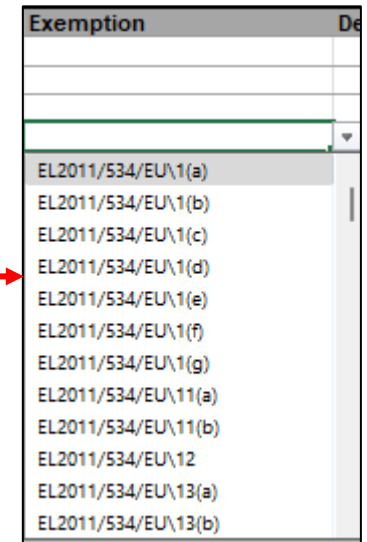 Exemption De
EL2011/534/EU\1(a)
EL2011/534/EU\1(b)
EL2011/534/EU\1(c)
EL2011/534/EU\1(d)
EL2011/534/EU\1(e)
EL2011/534/EU\1(f)
EL2011/534/EU\1(g)
EL2011/534/EU\11(a)
EL2011/534/EU\11(b)
EL2011/534/EU\12
EL2011/534/EU\13(a)
EL2011/534/EU\13(b)